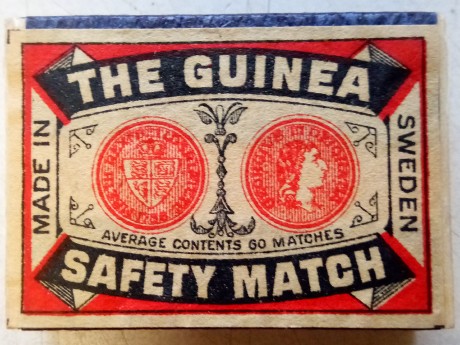 THE GUINEA
MADE IN
SWEDEN
AVERAGE CONTENTS 60 MATCHES
SAFETY MATCH